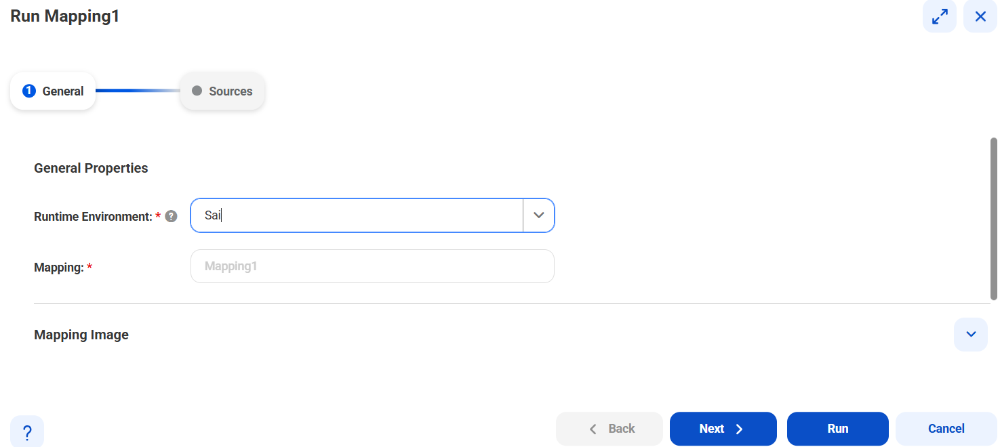 Run Mapping1
1 General
Sources
General Properties
Runtime Environment: * ?
Sai
Mapping: *
Mapping1
Mapping Image
?
Back
Next
Run
Cancel